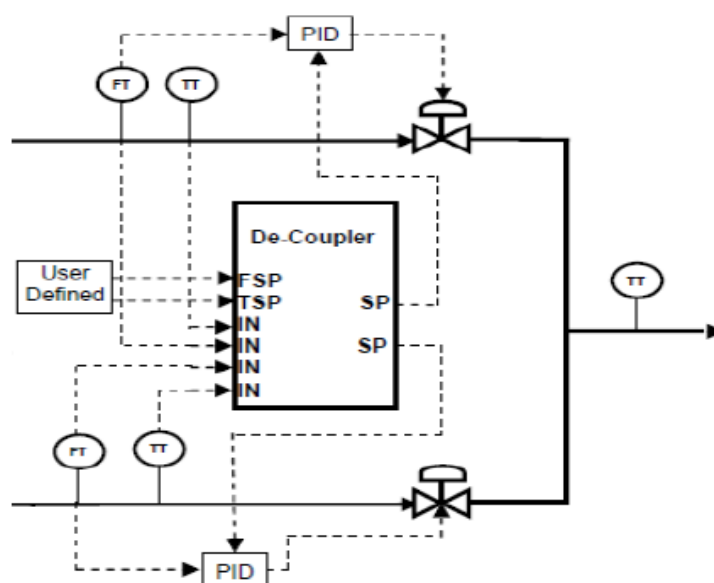 PID
FT
TT
De-Coupler
User
Defined
FSP
TSP
IN
IN
IN
IN
SP
SP
TT
FT
TT
PID